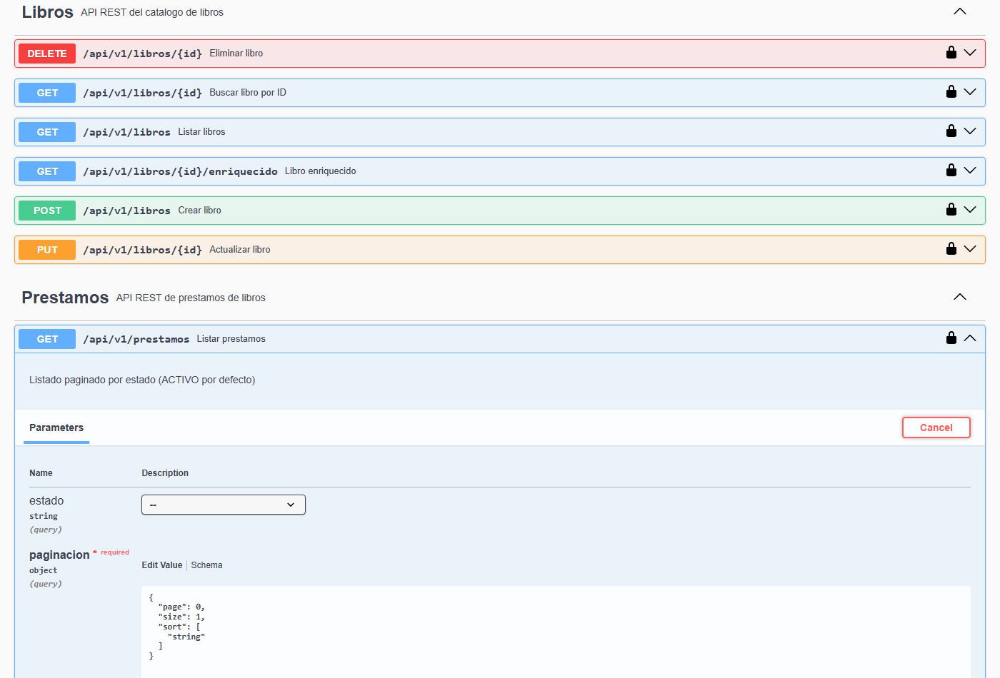 Libros API REST del catalogo de libros
DELETE /api/v1/libros/{id} Eliminar libro
GET /api/v1/libros/{id} Buscar libro por ID
GET /api/v1/libros Listar libros
GET /api/v1/libros/{id}/enriquecido Libro enriquecido
POST /api/v1/libros Crear libro
PUT /api/v1/libros/{id} Actualizar libro
Prestamos API REST de prestamos de libros
GET /api/v1/prestamos Listar prestamos
Listado paginado por estado (ACTIVO por defecto)
Parameters Cancel
Name Description
estado --
string
(query)
paginacion * required
object Edit Value Schema
(query)
{
  "page": 0,
  "size": 1,
  "sort": [
    "string"
  ]
}